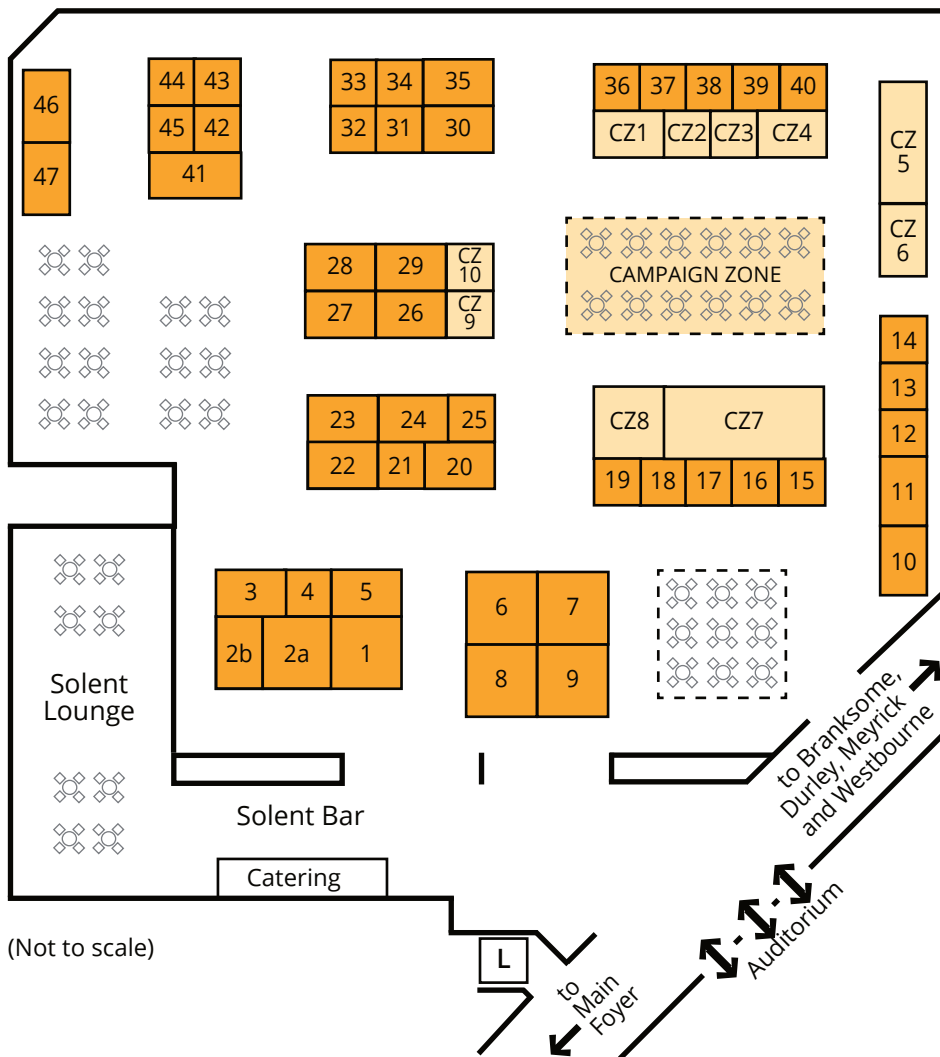 44 43
33 34 35
36 37 38 39 40
46
45 42
32 31 30
CZ1 CZ2 CZ3 CZ4
CZ
5
47
41
CZ
6
28 29 CZ
10
CAMPAIGN ZONE
27 26 CZ
9
14
13
23 24 25
CZ8 CZ7
12
22 21 20
19 18 17 16 15
11
10
3 4 5
6 7
2b 2a 1
8 9
Solent
Lounge
to Branksome,
Durley, Meyrick
and Westbourne
Solent Bar
Catering
Auditorium
(Not to scale)
L
to
Main
Foyer